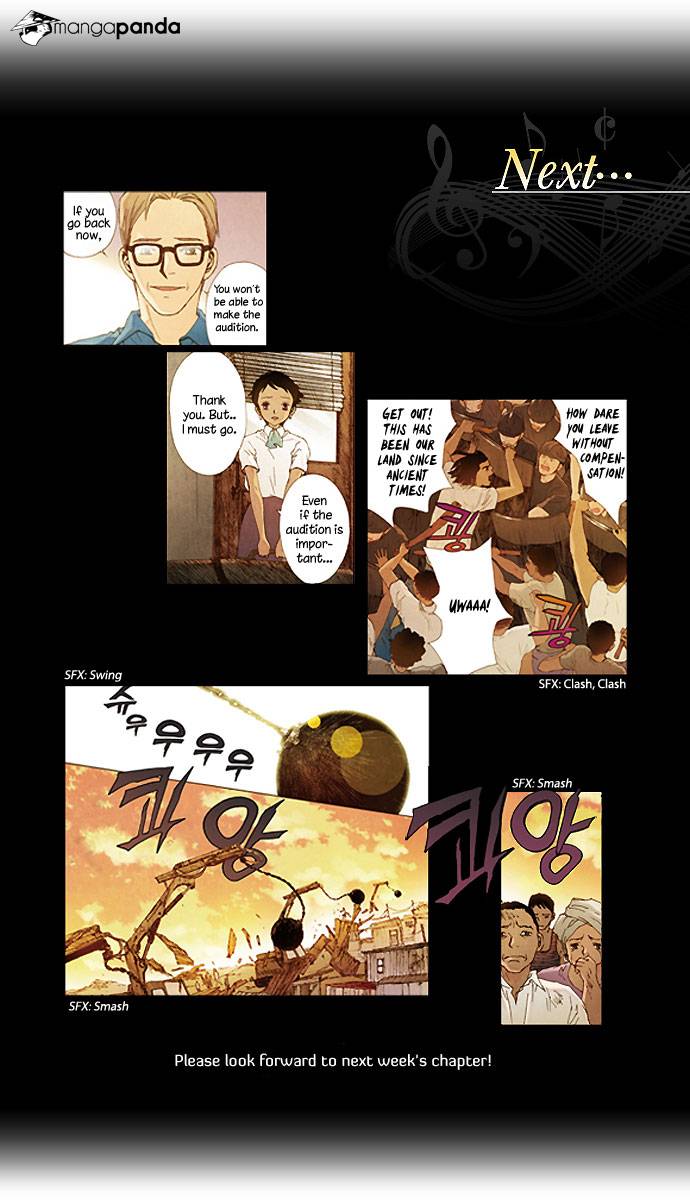 mangapanda
Next...
If you
go back
now,
You won't
be able to
make the
audition.
Thank
you. But..
I must go.
Even
if the
audition is
impor-
tant...
GET OUT!
THIS HAS
BEEN OUR
LAND SINCE
ANCIENT
TIMES!
HOW DARE
YOU LEAVE
WITHOUT
COMPEN-
SATION!
쿵
UWAAA!
쿵
SFX: Clash, Clash
SFX: Swing
슈우우우우
콰앙
SFX: Smash
SFX: Smash
콰앙
Please look forward to next week's chapter!